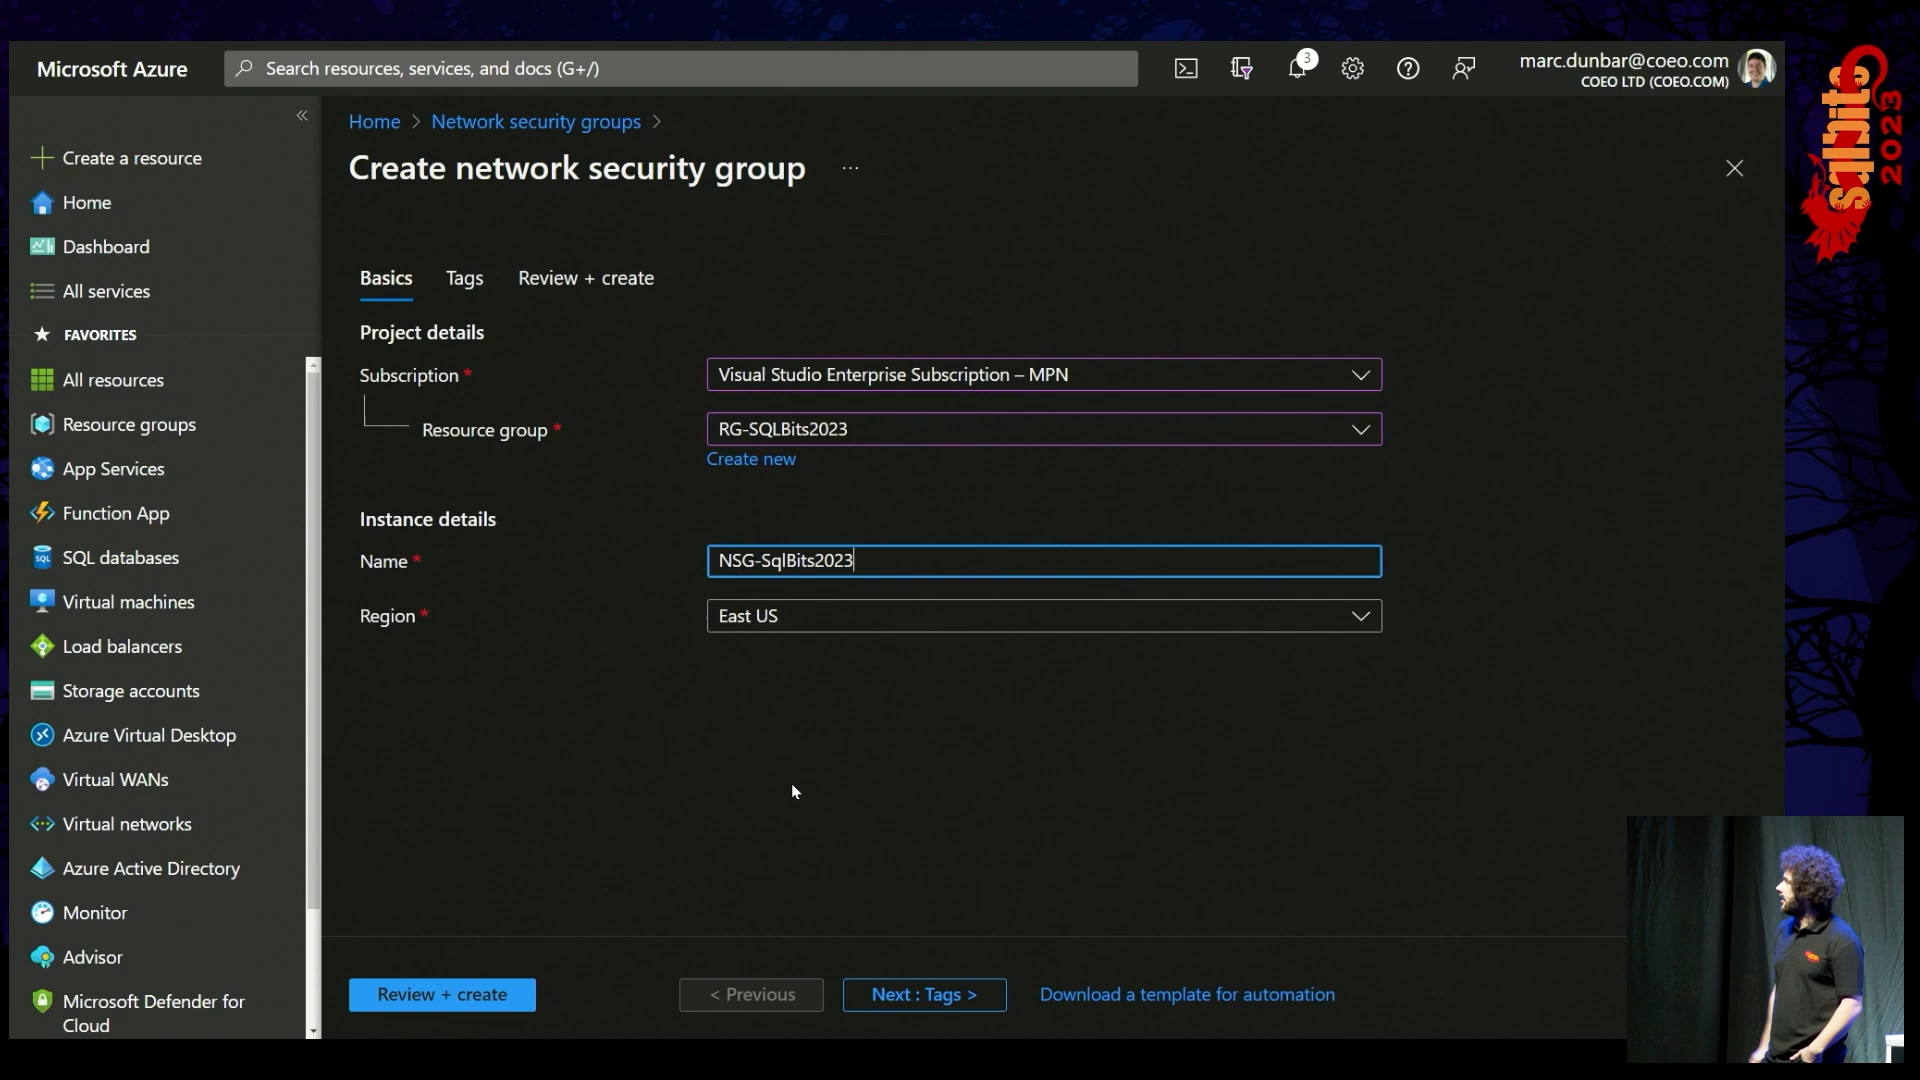 Microsoft Azure
Search resources, services, and docs (G+/)
3
marc.dunbar@coeo.com
COEO LTD (COEO.COM)
sqlbits
2023
«
Create a resource
Home
Dashboard
All services
FAVORITES
All resources
Resource groups
App Services
Function App
SQL
SQL databases
Virtual machines
Load balancers
Storage accounts
Azure Virtual Desktop
Virtual WANs
Virtual networks
Azure Active Directory
Monitor
Advisor
Microsoft Defender for
Cloud
Home > Network security groups >
Create network security group ...
Basics Tags Review + create
Project details
Subscription *
Visual Studio Enterprise Subscription – MPN
Resource group *
RG-SQLBits2023
Create new
Instance details
Name *
NSG-SqlBits2023
Region *
East US
Review + create
< Previous
Next : Tags >
Download a template for automation